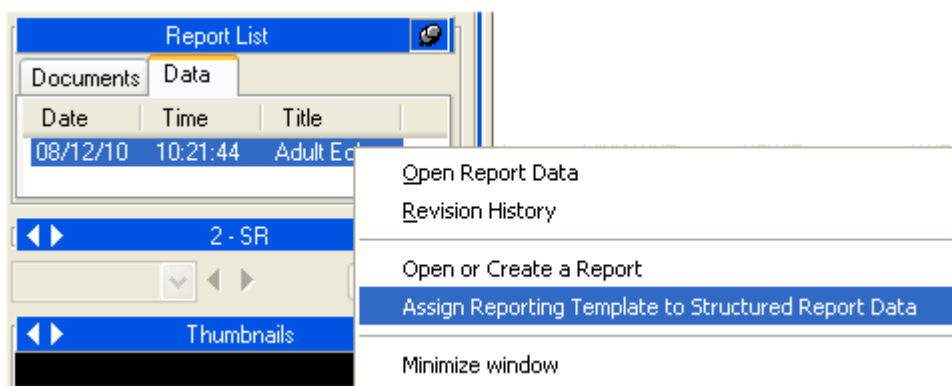 Report List
Documents Data
Date Time Title
08/12/10 10:21:44 Adult
Open Report Data
Revision History
2 - SR
Open or Create a Report
Assign Reporting Template to Structured Report Data
Thumbnails
Minimize window